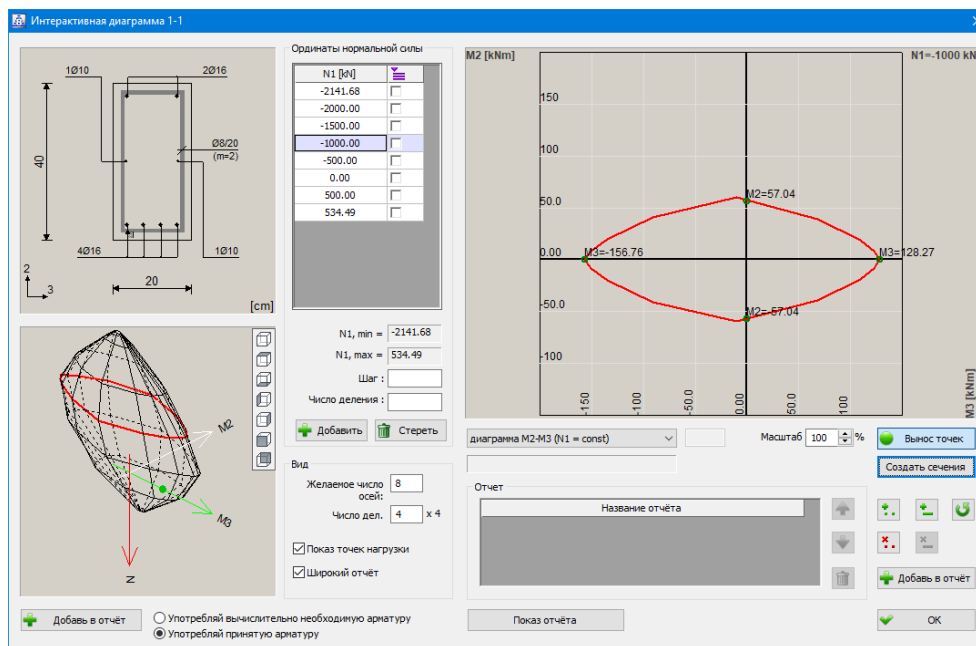 Интерактивная диаграмма 1-1
1Ø10
2Ø16
Ø8/20
(m=2)
40
4Ø16
1Ø10
20
2
3
[cm]
Ординаты нормальной силы
N1 [kN]
-2141.68
-2000.00
-1500.00
-1000.00
-500.00
0.00
500.00
534.49
N1, min = -2141.68
N1, max = 534.49
Шаг :
Число деления :
Добавить Стереть
M2 [kNm]
N1=-1000 kN
150
100
50.0
0.00
-50.0
-100
M2=57.04
M3=-156.76
M3=128.27
M2=-57.04
-150
-100
-50.0
0.00
50.0
100
M3 [kNm]
M2
M3
N
Вид
Желаемое число
осей: 8
Число дел. 4 x 4
Показ точек нагрузки
Широкий отчёт
диаграмма M2-M3 (N1 = const)
Масштаб 100 %
Вынос точек
Создать сечения
Отчет
Название отчёта
Добавь в отчёт
Добавь в отчёт
Употребляй вычислительно необходимую арматуру
Употребляй принятую арматуру
Показ отчёта
OK